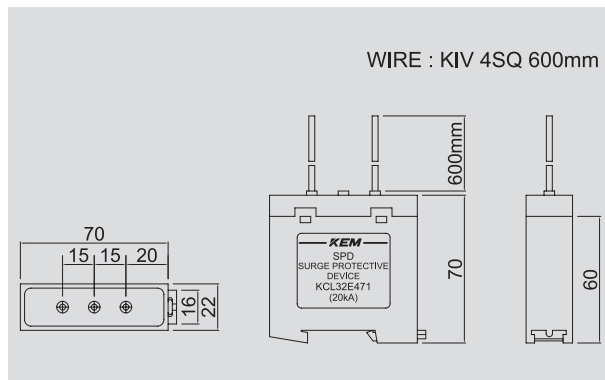 WIRE : KIV 4SQ 600mm
70
15 15 20
16
22
KEM
SPD
SURGE PROTECTIVE
DEVICE
KCL32E471
(20kA)
600mm
70
60